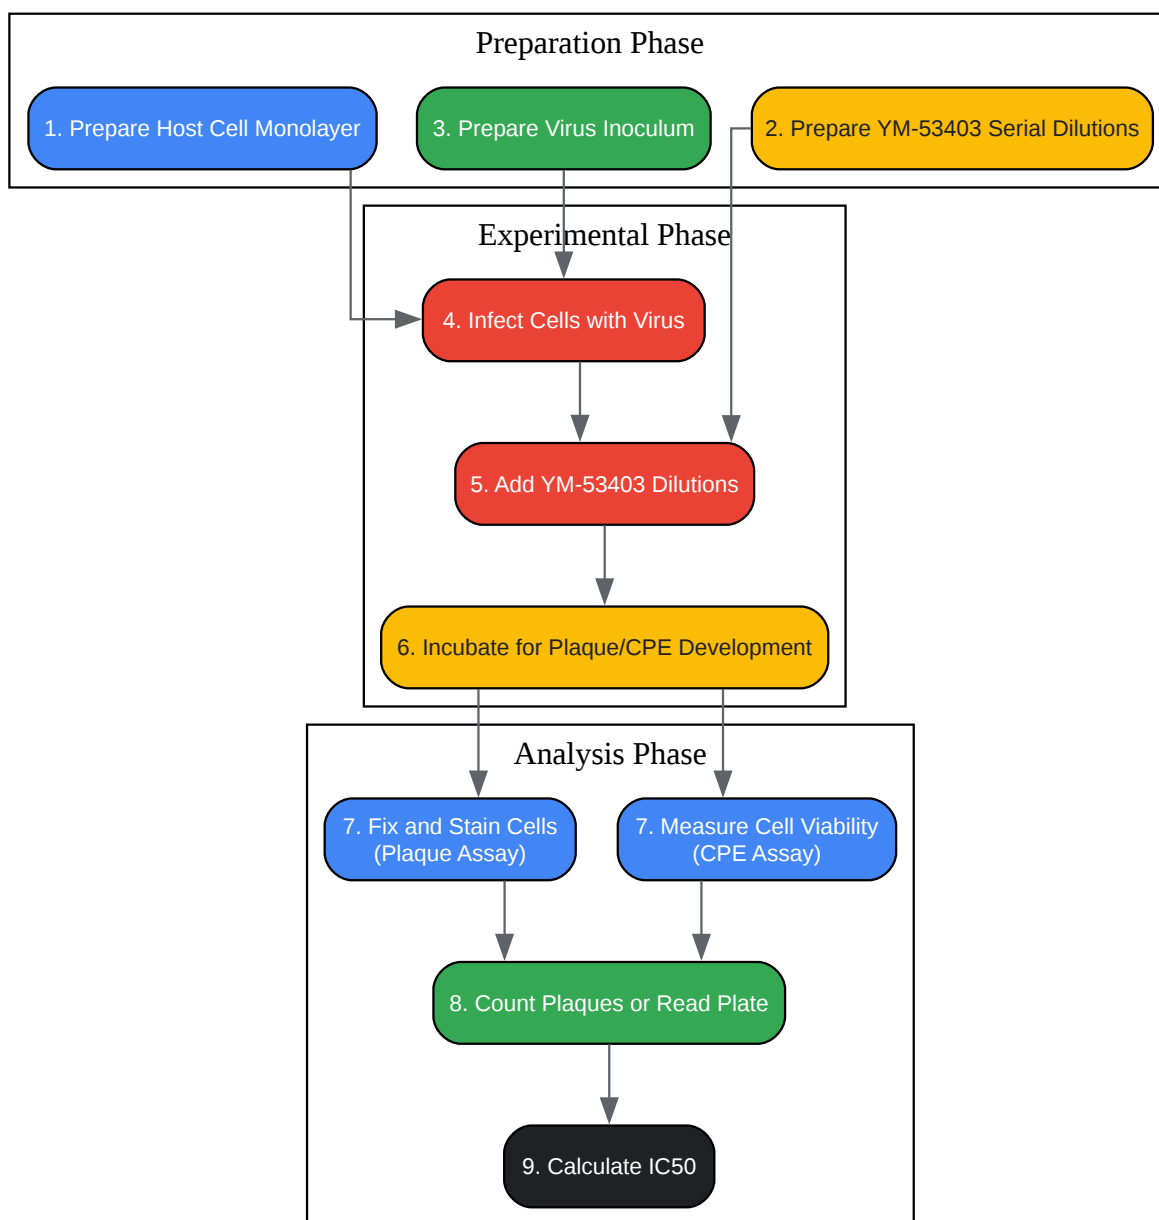 Preparation Phase
1. Prepare Host Cell Monolayer
3. Prepare Virus Inoculum
2. Prepare YM-53403 Serial Dilutions
Experimental Phase
4. Infect Cells with Virus
5. Add YM-53403 Dilutions
6. Incubate for Plaque/CPE Development
Analysis Phase
7. Fix and Stain Cells
(Plaque Assay)
7. Measure Cell Viability
(CPE Assay)
8. Count Plaques or Read Plate
9. Calculate IC50